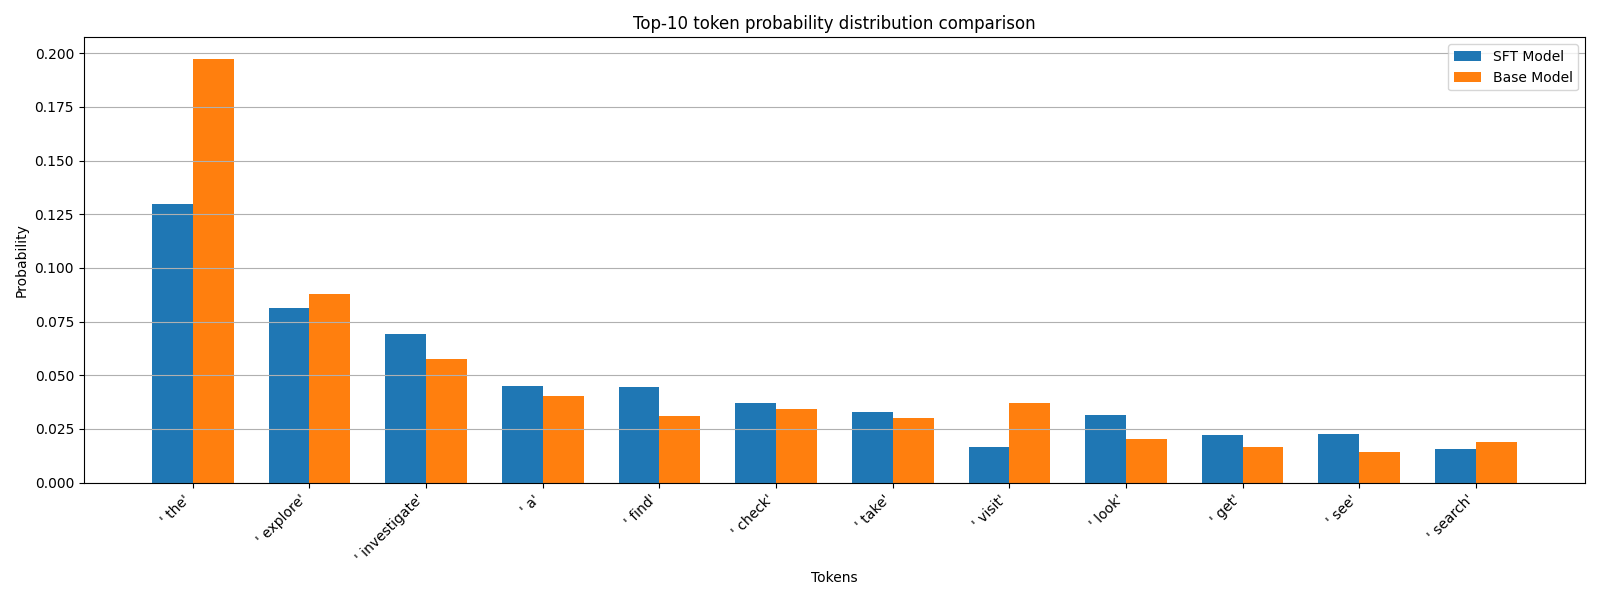 Top-10 token probability distribution comparison
SFT Model
Base Model
Probability
0.200
0.175
0.150
0.125
0.100
0.075
0.050
0.025
0.000
' the'
' explore'
' investigate'
' a'
' find'
' check'
' take'
' visit'
' look'
' get'
' see'
' search'
Tokens